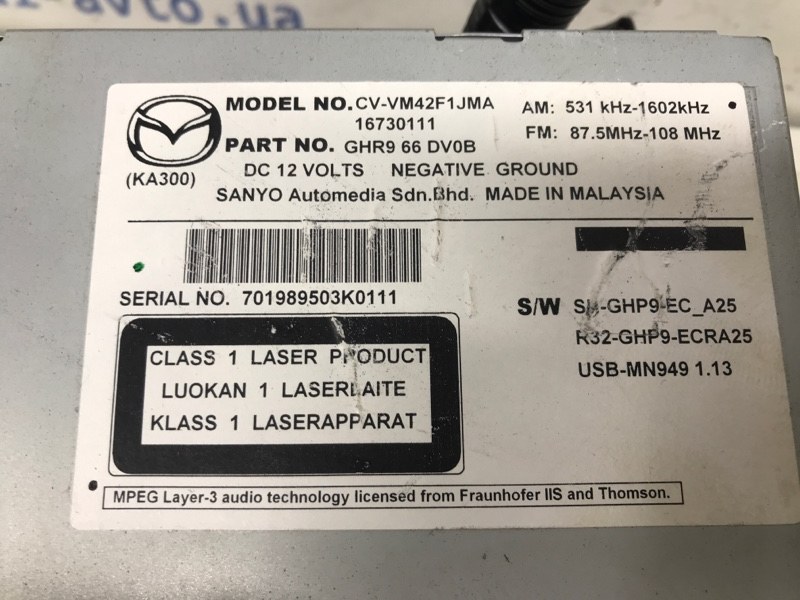 avto.ua
MODEL NO. CV-VM42F1JMA
16730111
PART NO. GHR9 66 DV0B
(KA300)
DC 12 VOLTS NEGATIVE GROUND
SANYO Automedia Sdn.Bhd. MADE IN MALAYSIA
AM: 531 kHz-1602kHz
FM: 87.5MHz-108 MHz
SERIAL NO. 701989503K0111
CLASS 1 LASER PRODUCT
LUOKAN 1 LASERLAITE
KLASS 1 LASERAPPARAT
S/W
R32-GHP9-ECRA25
USB-MN949 1.13
MPEG Layer-3 audio technology licensed from Fraunhofer IIS and Thomson.